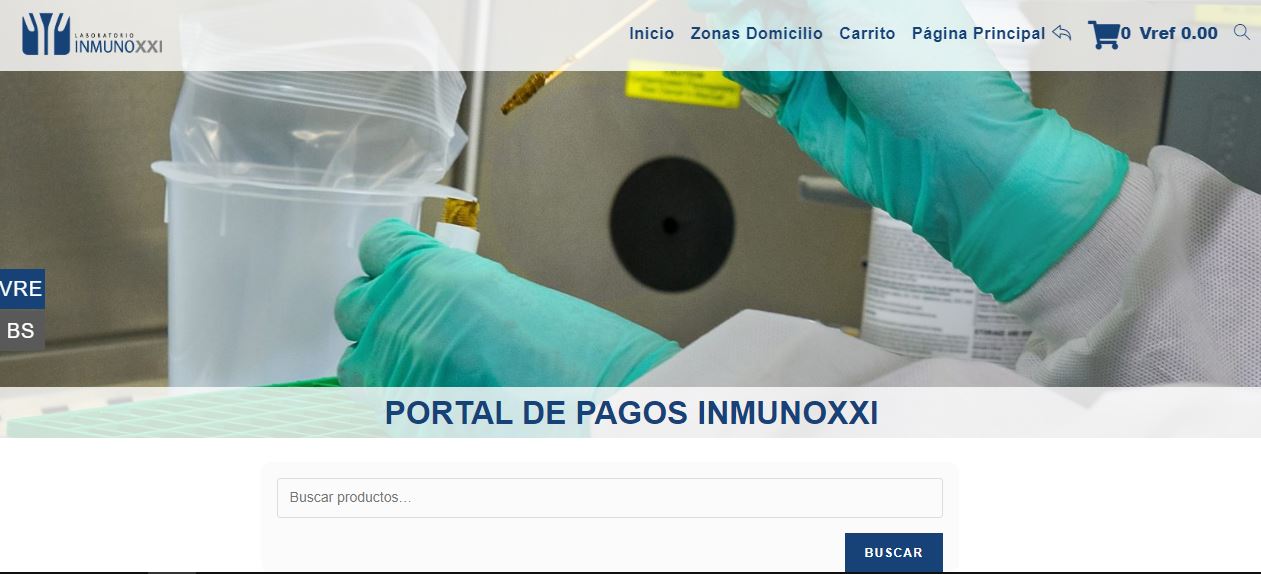 LABORATORIO
INMUNOXXI
Inicio Zonas Domicilio Carrito Página Principal 0 Vref 0.00
VRE
BS
PORTAL DE PAGOS INMUNOXXI
Buscar productos…
BUSCAR